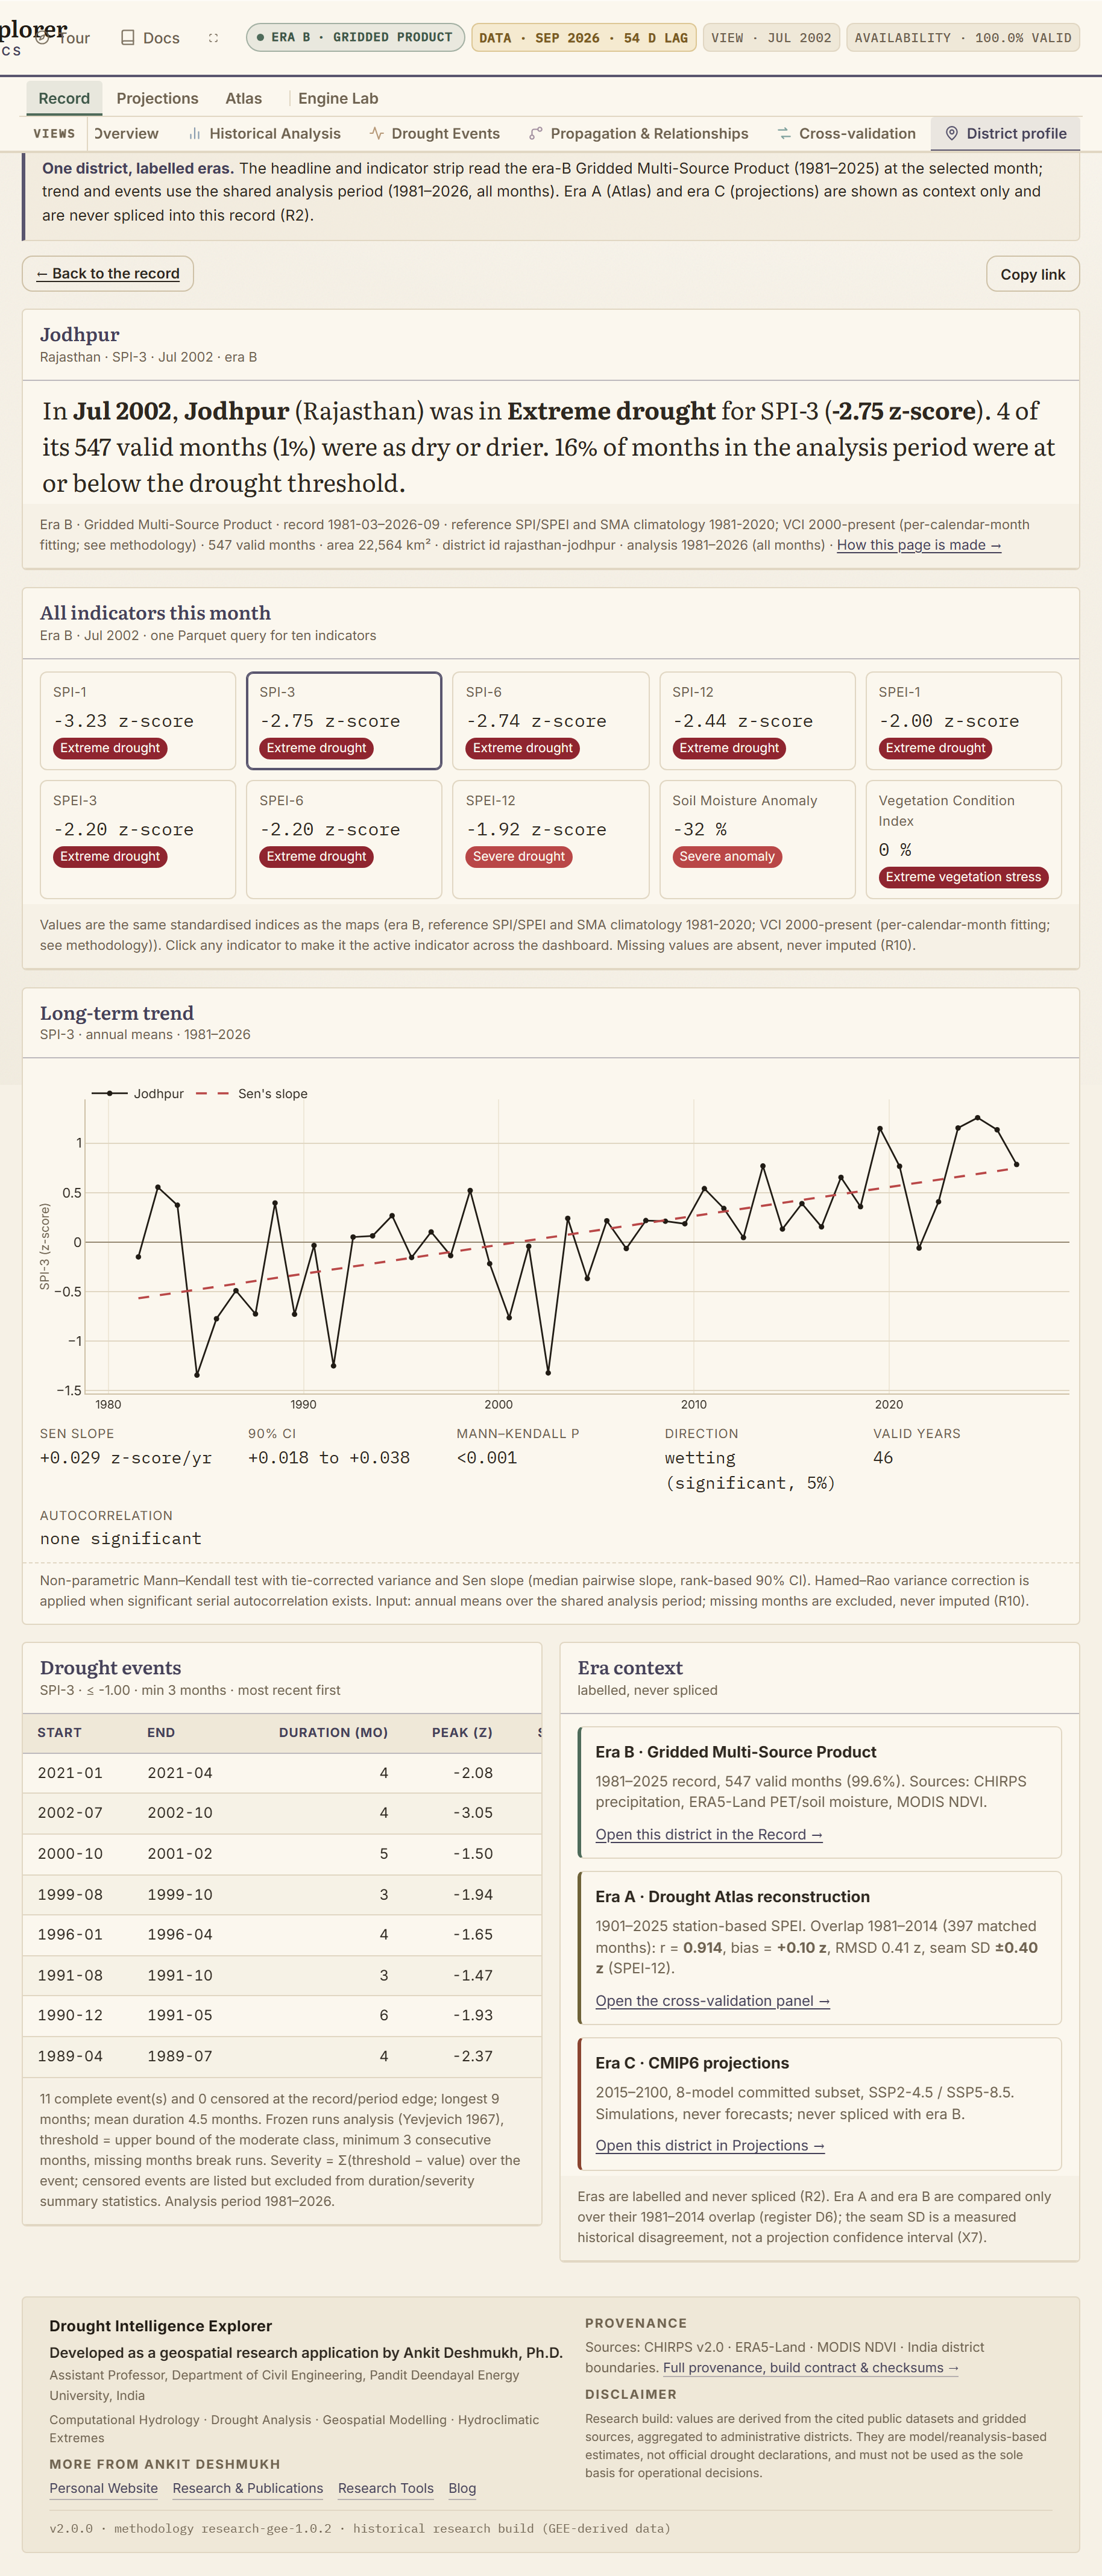 plorer
CS
Tour
Docs
ERA B · GRIDDED PRODUCT
DATA · SEP 2026 · 54 D LAG
VIEW · JUL 2002
AVAILABILITY · 100.0% VALID
Record
Projections
Atlas
Engine Lab
VIEWS
Overview
Historical Analysis
Drought Events
Propagation & Relationships
Cross-validation
District profile
One district, labelled eras. The headline and indicator strip read the era-B Gridded Multi-Source Product (1981–2025) at the selected month;
trend and events use the shared analysis period (1981–2026, all months). Era A (Atlas) and era C (projections) are shown as context only and
are never spliced into this record (R2).
← Back to the record
Copy link
Jodhpur
Rajasthan · SPI-3 · Jul 2002 · era B
In Jul 2002, Jodhpur (Rajasthan) was in Extreme drought for SPI-3 (-2.75 z-score). 4 of
its 547 valid months (1%) were as dry or drier. 16% of months in the analysis period were at
or below the drought threshold.
Era B · Gridded Multi-Source Product · record 1981-03–2026-09 · reference SPI/SPEI and SMA climatology 1981-2020; VCI 2000-present (per-calendar-month
fitting; see methodology) · 547 valid months · area 22,564 km² · district id rajasthan-jodhpur · analysis 1981–2026 (all months) · How this page is made →
All indicators this month
Era B · Jul 2002 · one Parquet query for ten indicators
SPI-1
-3.23 z-score
Extreme drought
SPI-3
-2.75 z-score
Extreme drought
SPI-6
-2.74 z-score
Extreme drought
SPI-12
-2.44 z-score
Extreme drought
SPEI-1
-2.00 z-score
Extreme drought
SPEI-3
-2.20 z-score
Extreme drought
SPEI-6
-2.20 z-score
Extreme drought
SPEI-12
-1.92 z-score
Severe drought
Soil Moisture Anomaly
-32 %
Severe anomaly
Vegetation Condition
Index
0 %
Extreme vegetation stress
Values are the same standardised indices as the maps (era B, reference SPI/SPEI and SMA climatology 1981-2020; VCI 2000-present (per-calendar-month fitting;
see methodology)). Click any indicator to make it the active indicator across the dashboard. Missing values are absent, never imputed (R10).
Long-term trend
SPI-3 · annual means · 1981–2026
Jodhpur
Sen's slope
SPI-3 (z-score)
1
0.5
0
−0.5
−1
−1.5
1980
1990
2000
2010
2020
SEN SLOPE
+0.029 z-score/yr
90% CI
+0.018 to +0.038
MANN–KENDALL P
<0.001
DIRECTION
wetting
(significant, 5%)
VALID YEARS
46
AUTOCORRELATION
none significant
Non-parametric Mann–Kendall test with tie-corrected variance and Sen slope (median pairwise slope, rank-based 90% CI). Hamed–Rao variance correction is
applied when significant serial autocorrelation exists. Input: annual means over the shared analysis period; missing months are excluded, never imputed (R10).
Drought events
SPI-3 · ≤ -1.00 · min 3 months · most recent first
START END DURATION (MO) PEAK (Z) S
2021-01 2021-04 4 -2.08
2002-07 2002-10 4 -3.05
2000-10 2001-02 5 -1.50
1999-08 1999-10 3 -1.94
1996-01 1996-04 4 -1.65
1991-08 1991-10 3 -1.47
1990-12 1991-05 6 -1.93
1989-04 1989-07 4 -2.37
11 complete event(s) and 0 censored at the record/period edge; longest 9
months; mean duration 4.5 months. Frozen runs analysis (Yevjevich 1967),
threshold = upper bound of the moderate class, minimum 3 consecutive
months, missing months break runs. Severity = Σ(threshold − value) over the
event; censored events are listed but excluded from duration/severity
summary statistics. Analysis period 1981–2026.
Era context
labelled, never spliced
Era B · Gridded Multi-Source Product
1981–2025 record, 547 valid months (99.6%). Sources: CHIRPS
precipitation, ERA5-Land PET/soil moisture, MODIS NDVI.
Open this district in the Record →
Era A · Drought Atlas reconstruction
1901–2025 station-based SPEI. Overlap 1981–2014 (397 matched
months): r = 0.914, bias = +0.10 z, RMSD 0.41 z, seam SD ±0.40
z (SPEI-12).
Open the cross-validation panel →
Era C · CMIP6 projections
2015–2100, 8-model committed subset, SSP2-4.5 / SSP5-8.5.
Simulations, never forecasts; never spliced with era B.
Open this district in Projections →
Eras are labelled and never spliced (R2). Era A and era B are compared only
over their 1981–2014 overlap (register D6); the seam SD is a measured
historical disagreement, not a projection confidence interval (X7).
Drought Intelligence Explorer
Developed as a geospatial research application by Ankit Deshmukh, Ph.D.
Assistant Professor, Department of Civil Engineering, Pandit Deendayal Energy
University, India
Computational Hydrology · Drought Analysis · Geospatial Modelling · Hydroclimatic
Extremes
MORE FROM ANKIT DESHMUKH
Personal Website Research & Publications Research Tools Blog
PROVENANCE
Sources: CHIRPS v2.0 · ERA5-Land · MODIS NDVI · India district
boundaries. Full provenance, build contract & checksums →
DISCLAIMER
Research build: values are derived from the cited public datasets and gridded
sources, aggregated to administrative districts. They are model/reanalysis-based
estimates, not official drought declarations, and must not be used as the sole
basis for operational decisions.
v2.0.0 · methodology research-gee-1.0.2 · historical research build (GEE-derived data)